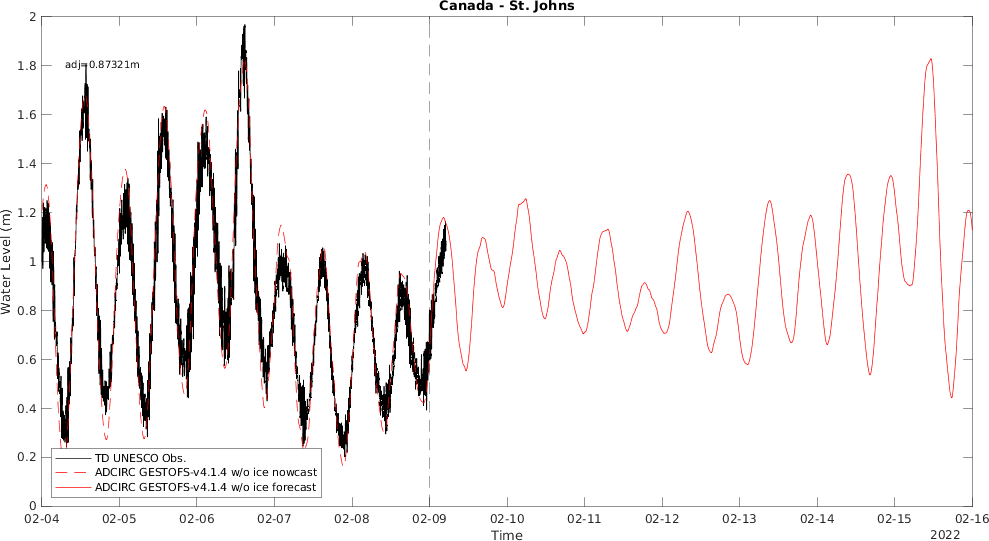 Canada - St. Johns
adj=0.87321m
2
1.8
1.6
1.4
1.2
1
0.8
0.6
0.4
0.2
0
Water Level (m)
TD UNESCO Obs.
ADCIRC GESTOFS-v4.1.4 w/o ice nowcast
ADCIRC GESTOFS-v4.1.4 w/o ice forecast
02-04 02-05 02-06 02-07 02-08 02-09 02-10 02-11 02-12 02-13 02-14 02-15 02-16
Time
2022